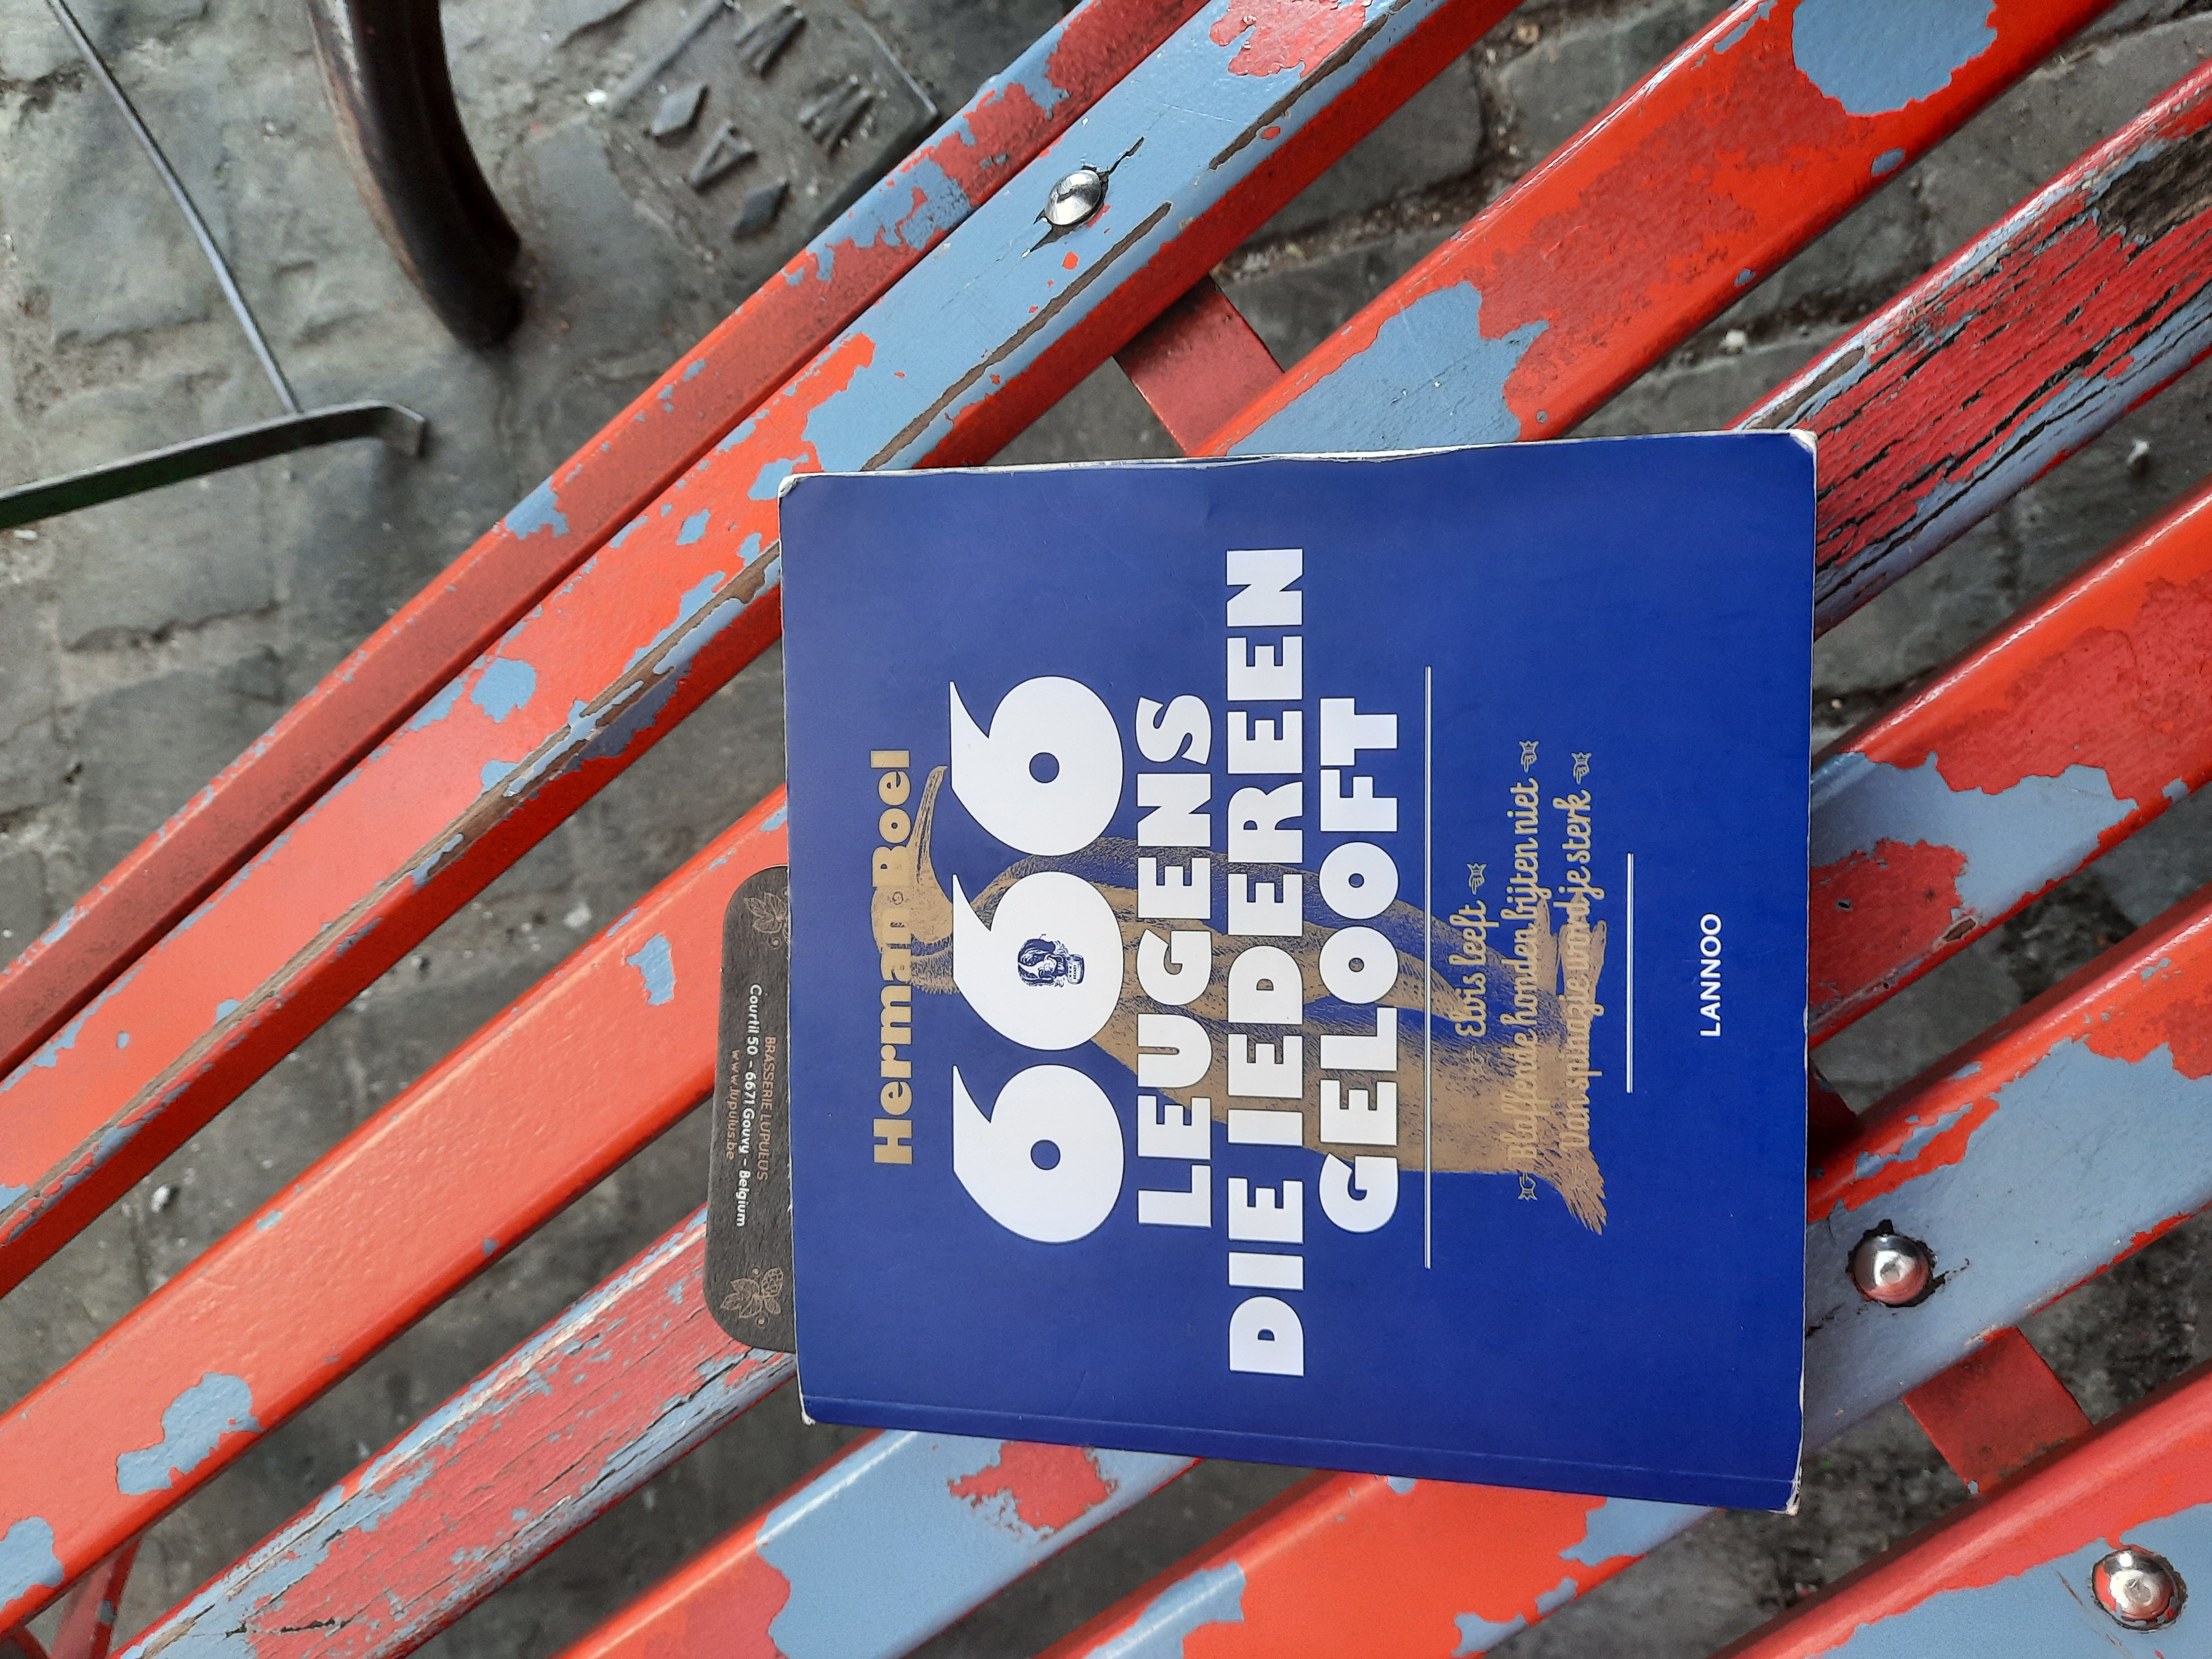 Herman Boel
666
LEUGENS
DIE IEDEREEN
GELOOFT
Elvis leeft
Blaffende honden bijten niet
Van spinazie word je sterk
LANNOO
BRASSERIE LUPULUS
Courtil 50 - 6671 Gouvy - Belgium
www.lupulus.be